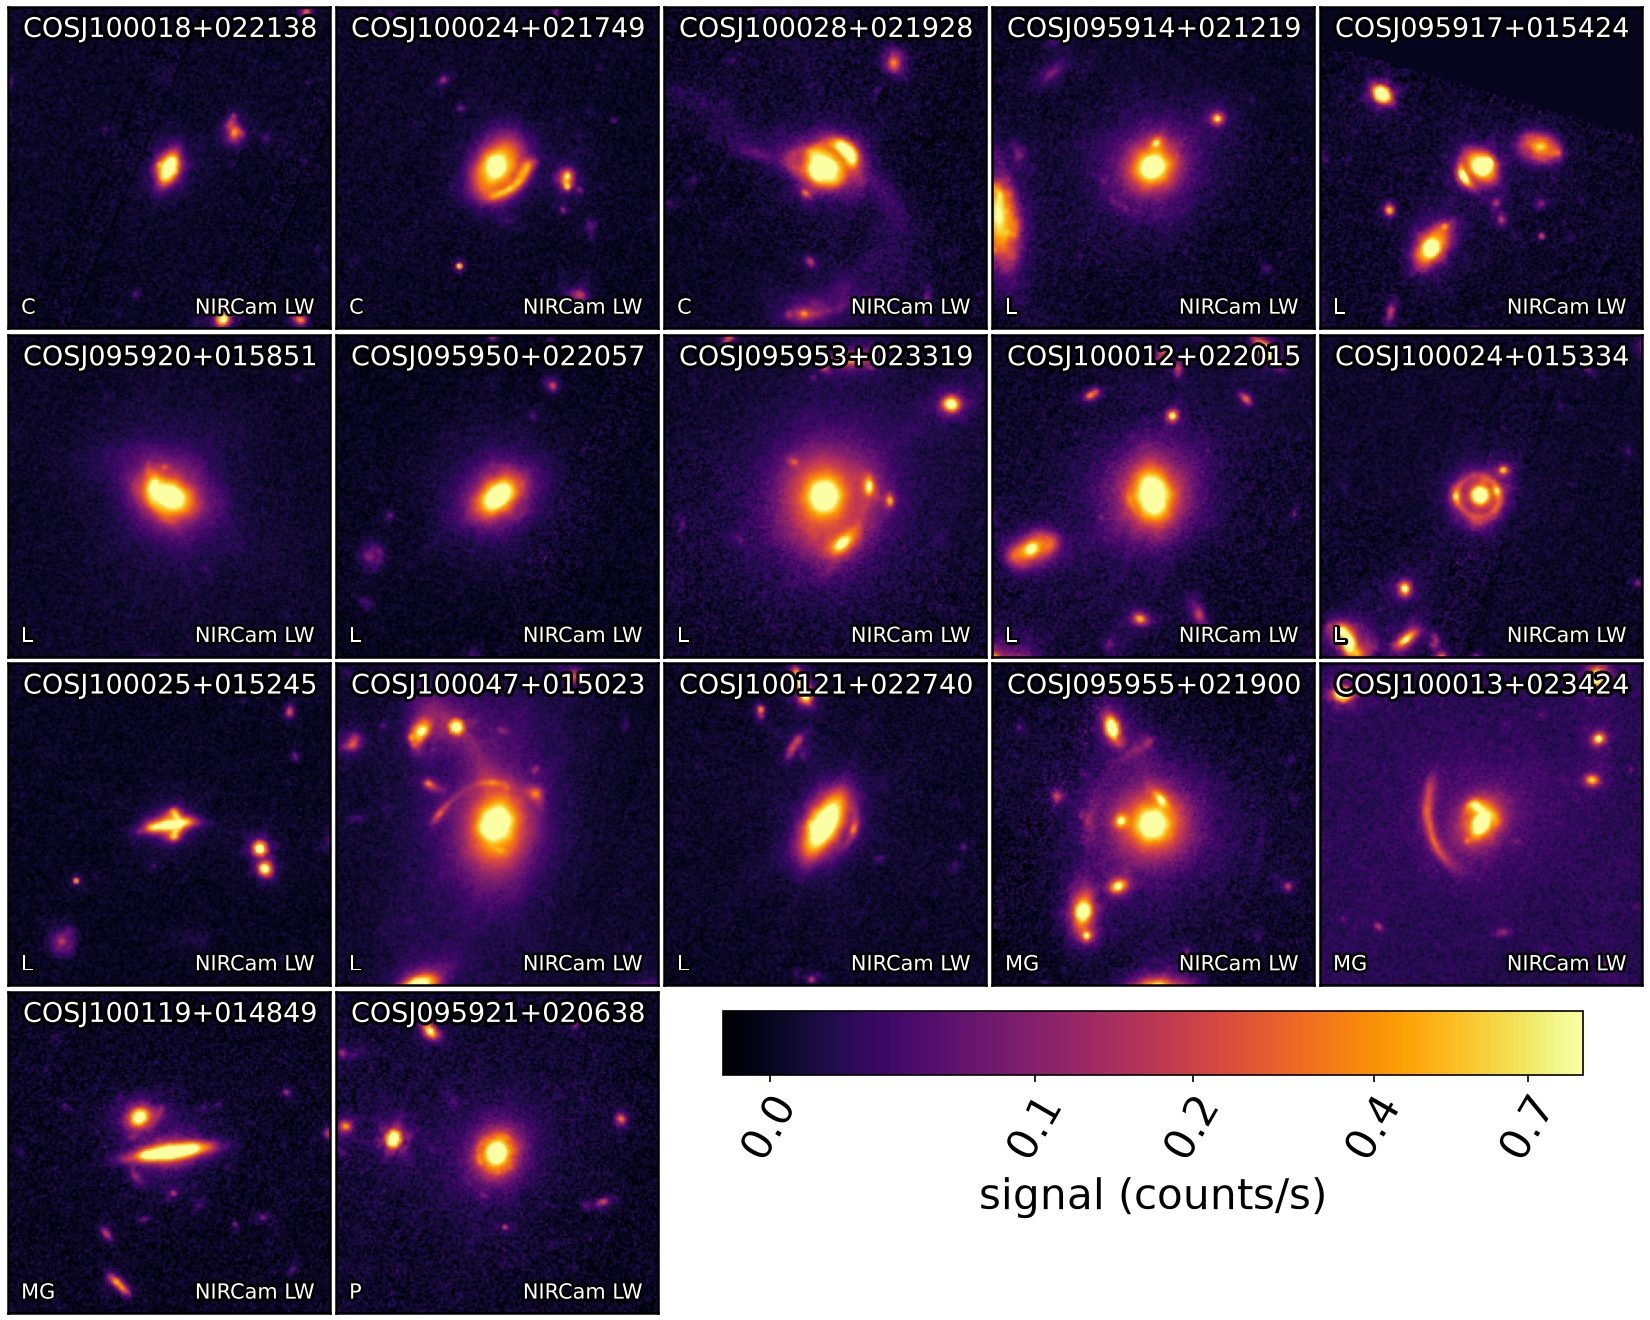 COSJ100018+022138
C NIRCam LW
COSJ100024+021749
C NIRCam LW
COSJ100028+021928
C NIRCam LW
COSJ095914+021219
L NIRCam LW
COSJ095917+015424
L NIRCam LW
COSJ095920+015851
L NIRCam LW
COSJ095950+022057
L NIRCam LW
COSJ095953+023319
L NIRCam LW
COSJ100012+022015
L NIRCam LW
COSJ100024+015334
L NIRCam LW
COSJ100025+015245
L NIRCam LW
COSJ100047+015023
L NIRCam LW
COSJ100121+022740
L NIRCam LW
COSJ095955+021900
MG NIRCam LW
COSJ100013+023424
MG NIRCam LW
COSJ100119+014849
MG NIRCam LW
COSJ095921+020638
P NIRCam LW
0.0 0.1 0.2 0.4 0.7
signal (counts/s)